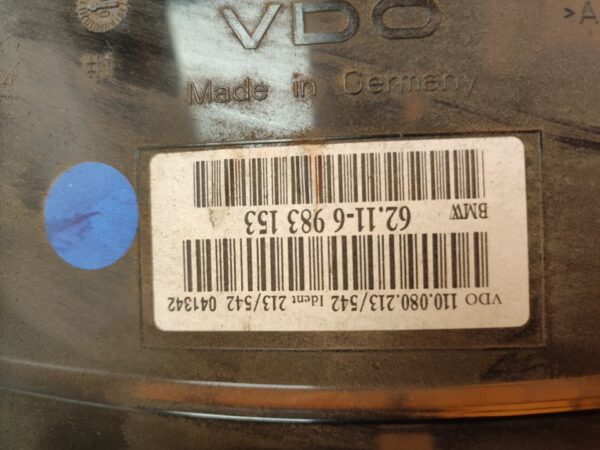 VDO
>A
#1
Made in Germany
VDO 110.080.213/542 Ident 213/542 041342
BMW 62.11-6 983 153